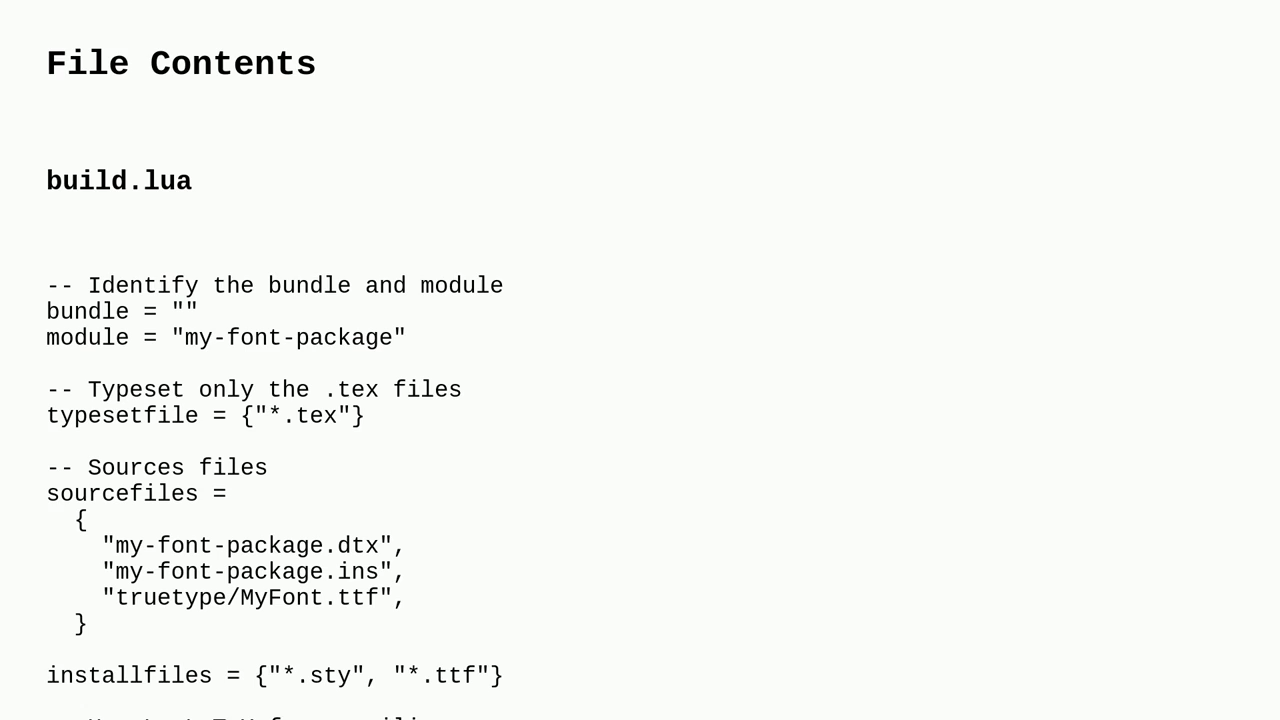 File Contents
build.lua
-- Identify the bundle and module
bundle = ""
module = "my-font-package"
-- Typeset only the .tex files
typesetfile = {"*.tex"}
-- Sources files
sourcefiles =
  {
    "my-font-package.dtx",
    "my-font-package.ins",
    "truetype/MyFont.ttf",
  }
installfiles = {"*.sty", "*.ttf"}